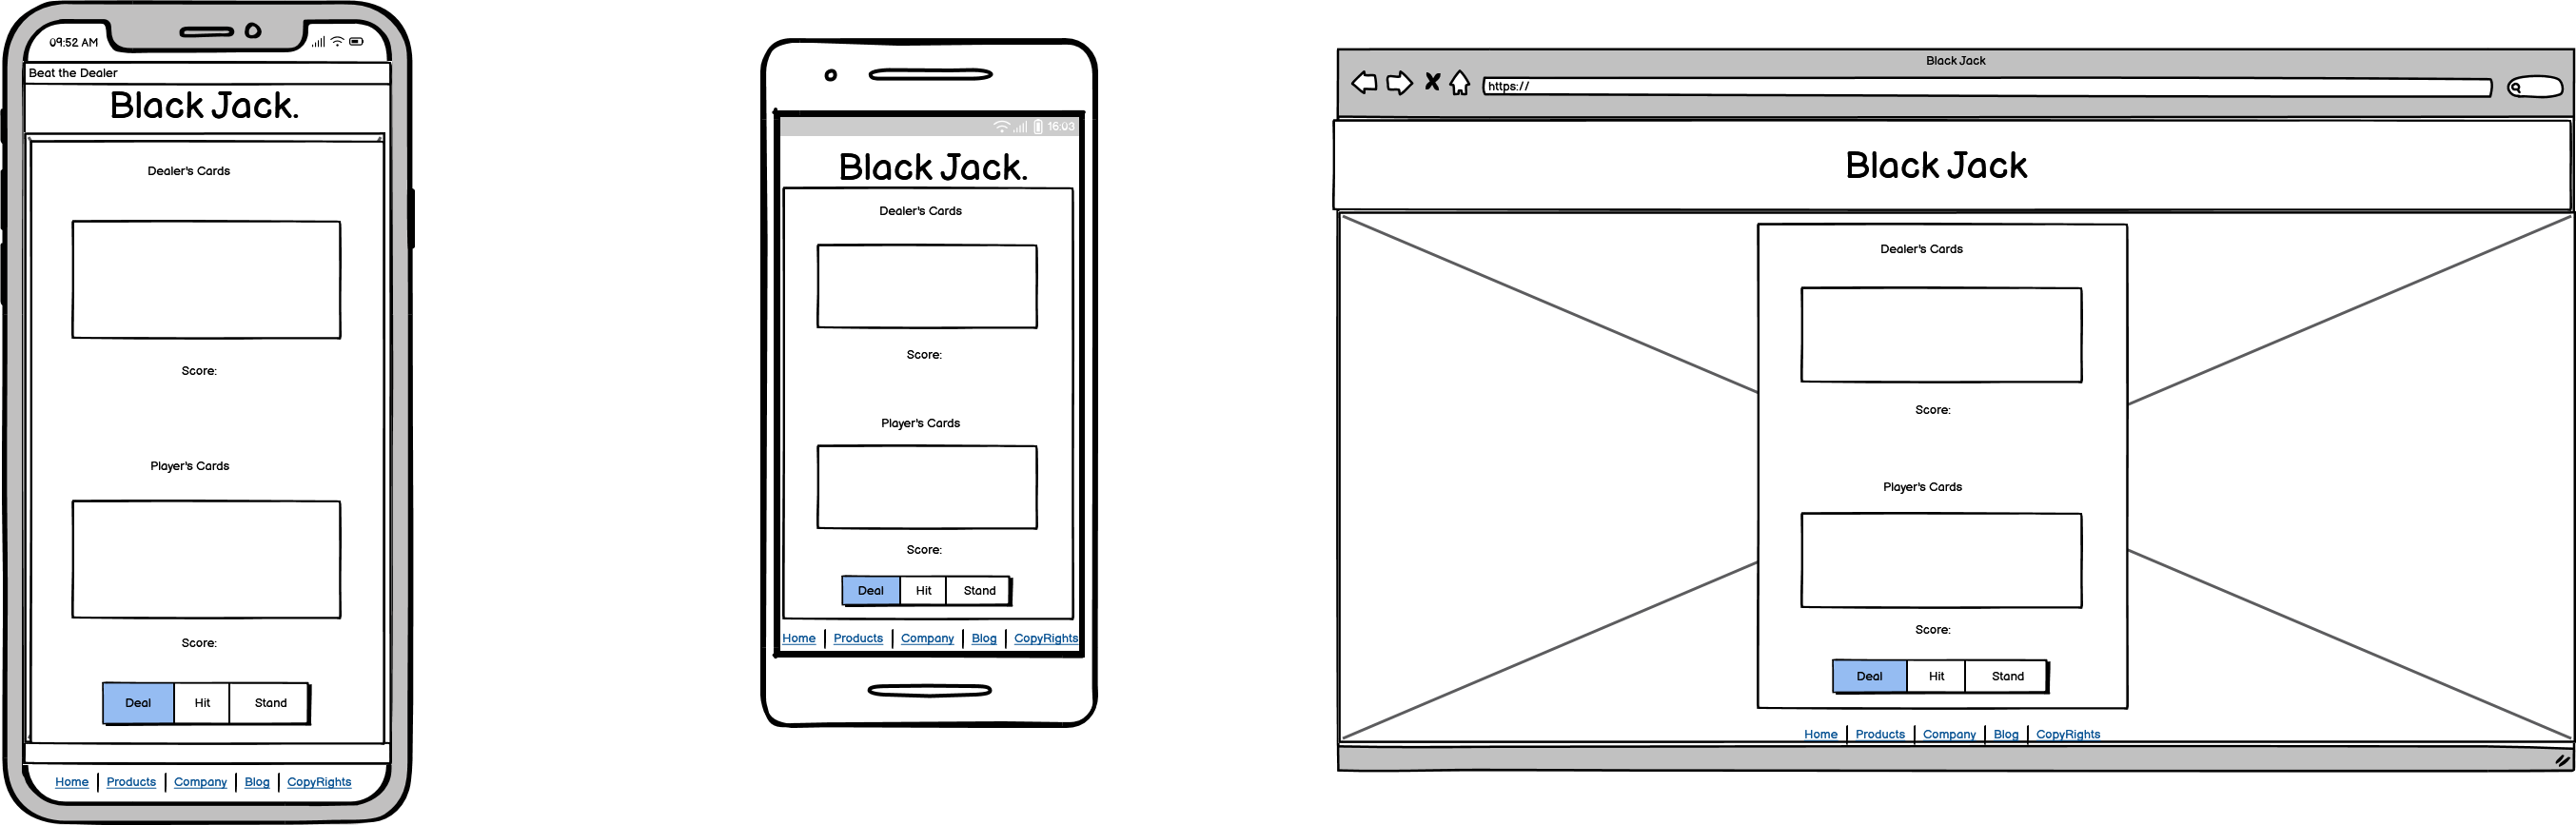 09:52 AM
Beat the Dealer
Black Jack.
Dealer's Cards
Score:
Player's Cards
Score:
Deal Hit Stand
Home Products Company Blog CopyRights
16:03
Black Jack.
Dealer's Cards
Score:
Player's Cards
Score:
Deal Hit Stand
Home Products Company Blog CopyRights
Black Jack
https://
Black Jack
Dealer's Cards
Score:
Player's Cards
Score:
Deal Hit Stand
Home Products Company Blog CopyRights